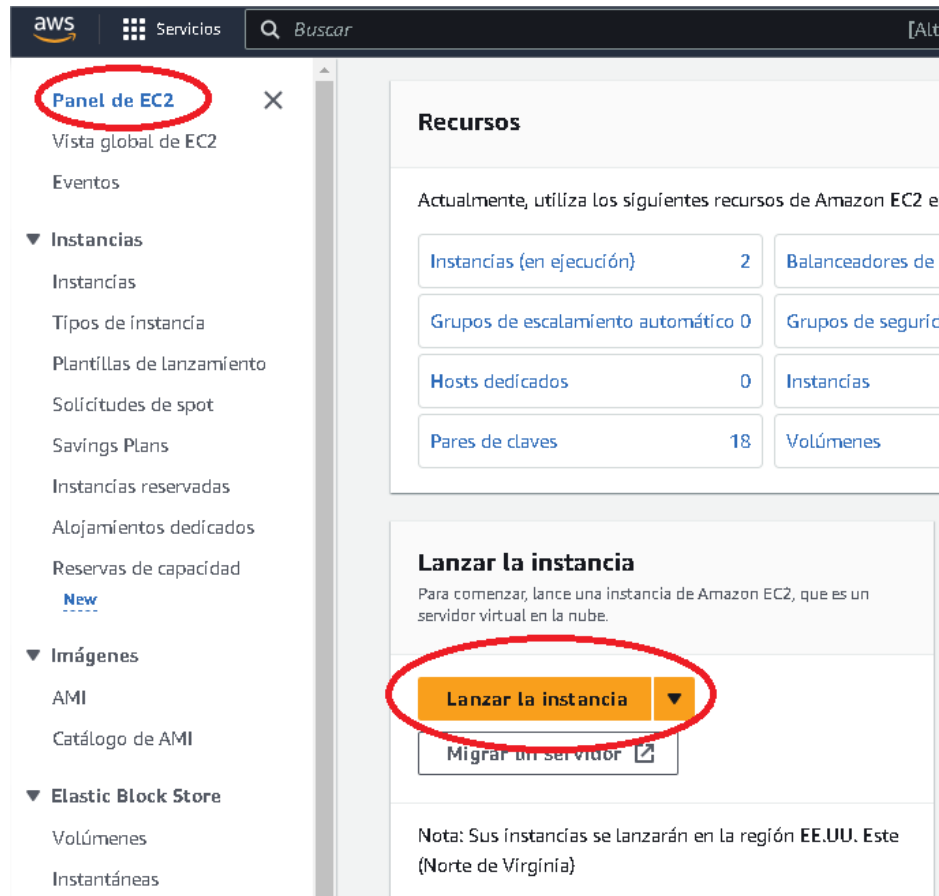 aws
Servicios
Buscar
[Alt
Panel de EC2
Vista global de EC2
Eventos
Instancias
Instancias
Tipos de instancia
Plantillas de lanzamiento
Solicitudes de spot
Savings Plans
Instancias reservadas
Alojamientos dedicados
Reservas de capacidad
New
Imágenes
AMI
Catálogo de AMI
Elastic Block Store
Volúmenes
Instantáneas
Recursos
Actualmente, utiliza los siguientes recursos de Amazon EC2 e
Instancias (en ejecución) 2
Balanceadores de
Grupos de escalamiento automático 0
Grupos de segurid
Hosts dedicados 0
Instancias
Pares de claves 18
Volúmenes
Lanzar la instancia
Para comenzar, lance una instancia de Amazon EC2, que es un
servidor virtual en la nube.
Lanzar la instancia
Migrar un servidor
Nota: Sus instancias se lanzarán en la región EE.UU. Este
(Norte de Virginia)